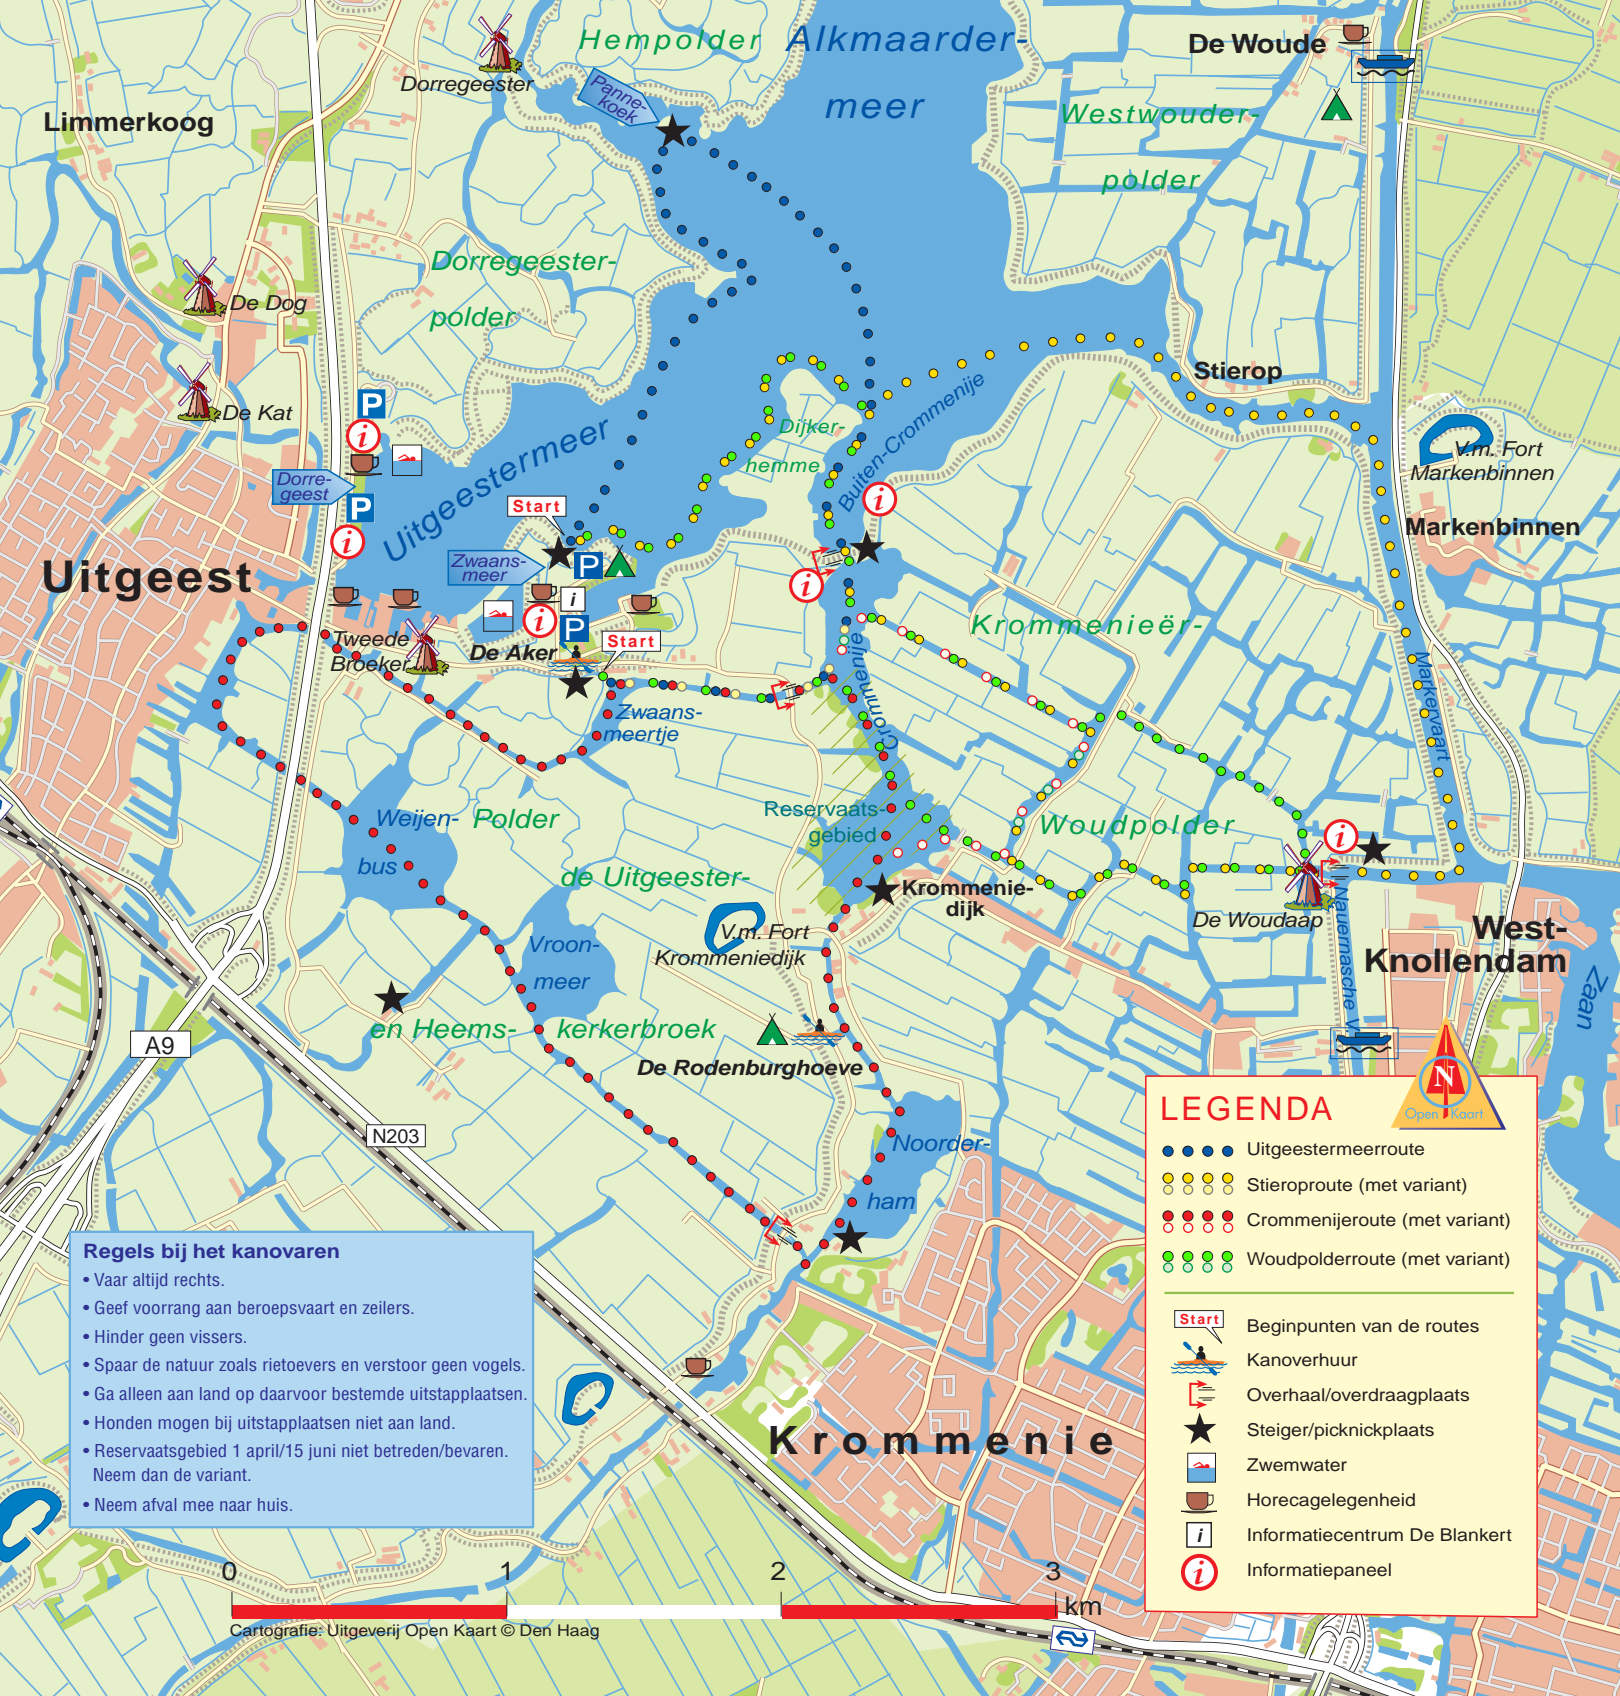 Hempolder
Alkmaarder-
meer
De Woude
Dorregeester
Panne-
koek
Limmerkoog
Westwouder-
polder
Dorregeester-
polder
De Dog
De Kat
Stierop
Dijker-
hemme
Buiten-Crommenije
V.m. Fort
Markenbinnen
Markenbinnen
P
i
Dorre-
geest
P
i
Uitgeestermeer
Start
Zwaans-
meer
P
i
i
i
Uitgeest
i
P
Start
Tweede
Broeker
De Aker
Krommenieër-
Crommenije
Markervaart
Zwaans-
meertje
Weijen-
bus
Polder
Reservaats-
gebied
Woudpolder
i
de Uitgeester-
Krommenie-
dijk
De Woudaap
Nauernasche V.
West-
Knollendam
Zaan
V.m. Fort
Krommeniedijk
Vroon-
meer
en Heems-
kerkerbroek
A9
De Rodenburghoeve
N203
Noorder-
ham
Krommenie
LEGENDA
N
Open Kaart
Uitgeestermeerroute
Stieroproute (met variant)
Crommenijeroute (met variant)
Woudpolderroute (met variant)
Start
Beginpunten van de routes
Kanoverhuur
Overhaal/overdraagplaats
Steiger/picknickplaats
Zwemwater
Horecagelegenheid
i
Informatiecentrum De Blankert
i
Informatiepaneel
Regels bij het kanovaren
• Vaar altijd rechts.
• Geef voorrang aan beroepsvaart en zeilers.
• Hinder geen vissers.
• Spaar de natuur zoals rietoevers en verstoor geen vogels.
• Ga alleen aan land op daarvoor bestemde uitstapplaatsen.
• Honden mogen bij uitstapplaatsen niet aan land.
• Reservaatsgebied 1 april/15 juni niet betreden/bevaren.
Neem dan de variant.
• Neem afval mee naar huis.
0 1 2 3
km
Cartografie: Uitgeverij Open Kaart © Den Haag